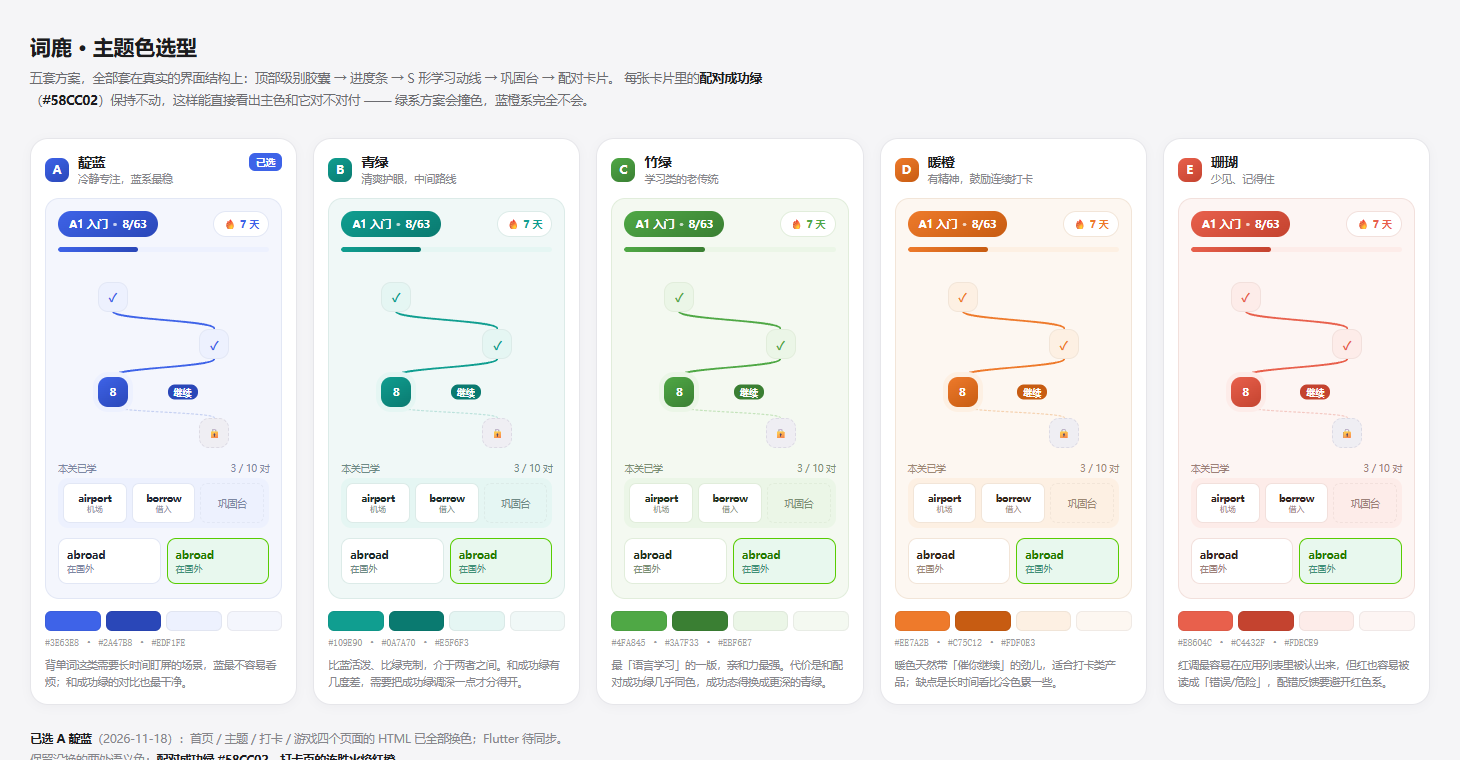 词鹿 • 主题色选型
五套方案，全部套在真实的界面结构上：顶部级别胶囊 → 进度条 → S 形学习动线 → 巩固台 → 配对卡片。 每张卡片里的配对成功绿
（#58CC02）保持不动，这样能直接看出主色和它对不对付 —— 绿系方案会撞色，蓝橙系完全不会。
A
靛蓝
已选
冷静专注，蓝系最稳
A1 入门 • 8/63
7 天
✓
✓
8
继续
本关已学
3 / 10 对
airport
机场
borrow
借入
巩固台
abroad
在国外
abroad
在国外
#3E63E8 • #2A47B8 • #EDF1FE
背单词这类需要长时间盯屏的场景，蓝最不容易看
烦；和成功绿的对比也最干净。
B
青绿
清爽护眼，中间路线
A1 入门 • 8/63
7 天
✓
✓
8
继续
本关已学
3 / 10 对
airport
机场
borrow
借入
巩固台
abroad
在国外
abroad
在国外
#109E90 • #0A7A70 • #E5F6F3
比蓝活泼、比绿克制，介于两者之间。和成功绿有
几度差，需要把成功绿调深一点才分得开。
C
竹绿
学习类的老传统
A1 入门 • 8/63
7 天
✓
✓
8
继续
本关已学
3 / 10 对
airport
机场
borrow
借入
巩固台
abroad
在国外
abroad
在国外
#4FA845 • #3A7F33 • #EBF6E7
最「语言学习」的一版，亲和力最强。代价是和配
对成功绿几乎同色，成功态得换成更深的青绿。
D
暖橙
有精神，鼓励连续打卡
A1 入门 • 8/63
7 天
✓
✓
8
继续
本关已学
3 / 10 对
airport
机场
borrow
借入
巩固台
abroad
在国外
abroad
在国外
#EE7A2B • #C75C12 • #FDF0E3
暖色天然带「催你继续」的劲儿，适合打卡类产
品；缺点是长时间看比冷色累一些。
E
珊瑚
少见、记得住
A1 入门 • 8/63
7 天
✓
✓
8
继续
本关已学
3 / 10 对
airport
机场
borrow
借入
巩固台
abroad
在国外
abroad
在国外
#E8604C • #C4432F • #FDECE9
红调最容易在应用列表里被认出来，但红也容易被
读成「错误/危险」，配错反馈要避开红色系。
已选 A 靛蓝（2026-11-18）：首页 / 主题 / 打卡 / 游戏四个页面的 HTML 已全部换色；Flutter 待同步。
保留没换的两处语义色：配对成功绿 #58CC02、打卡页的连胜火焰红橙